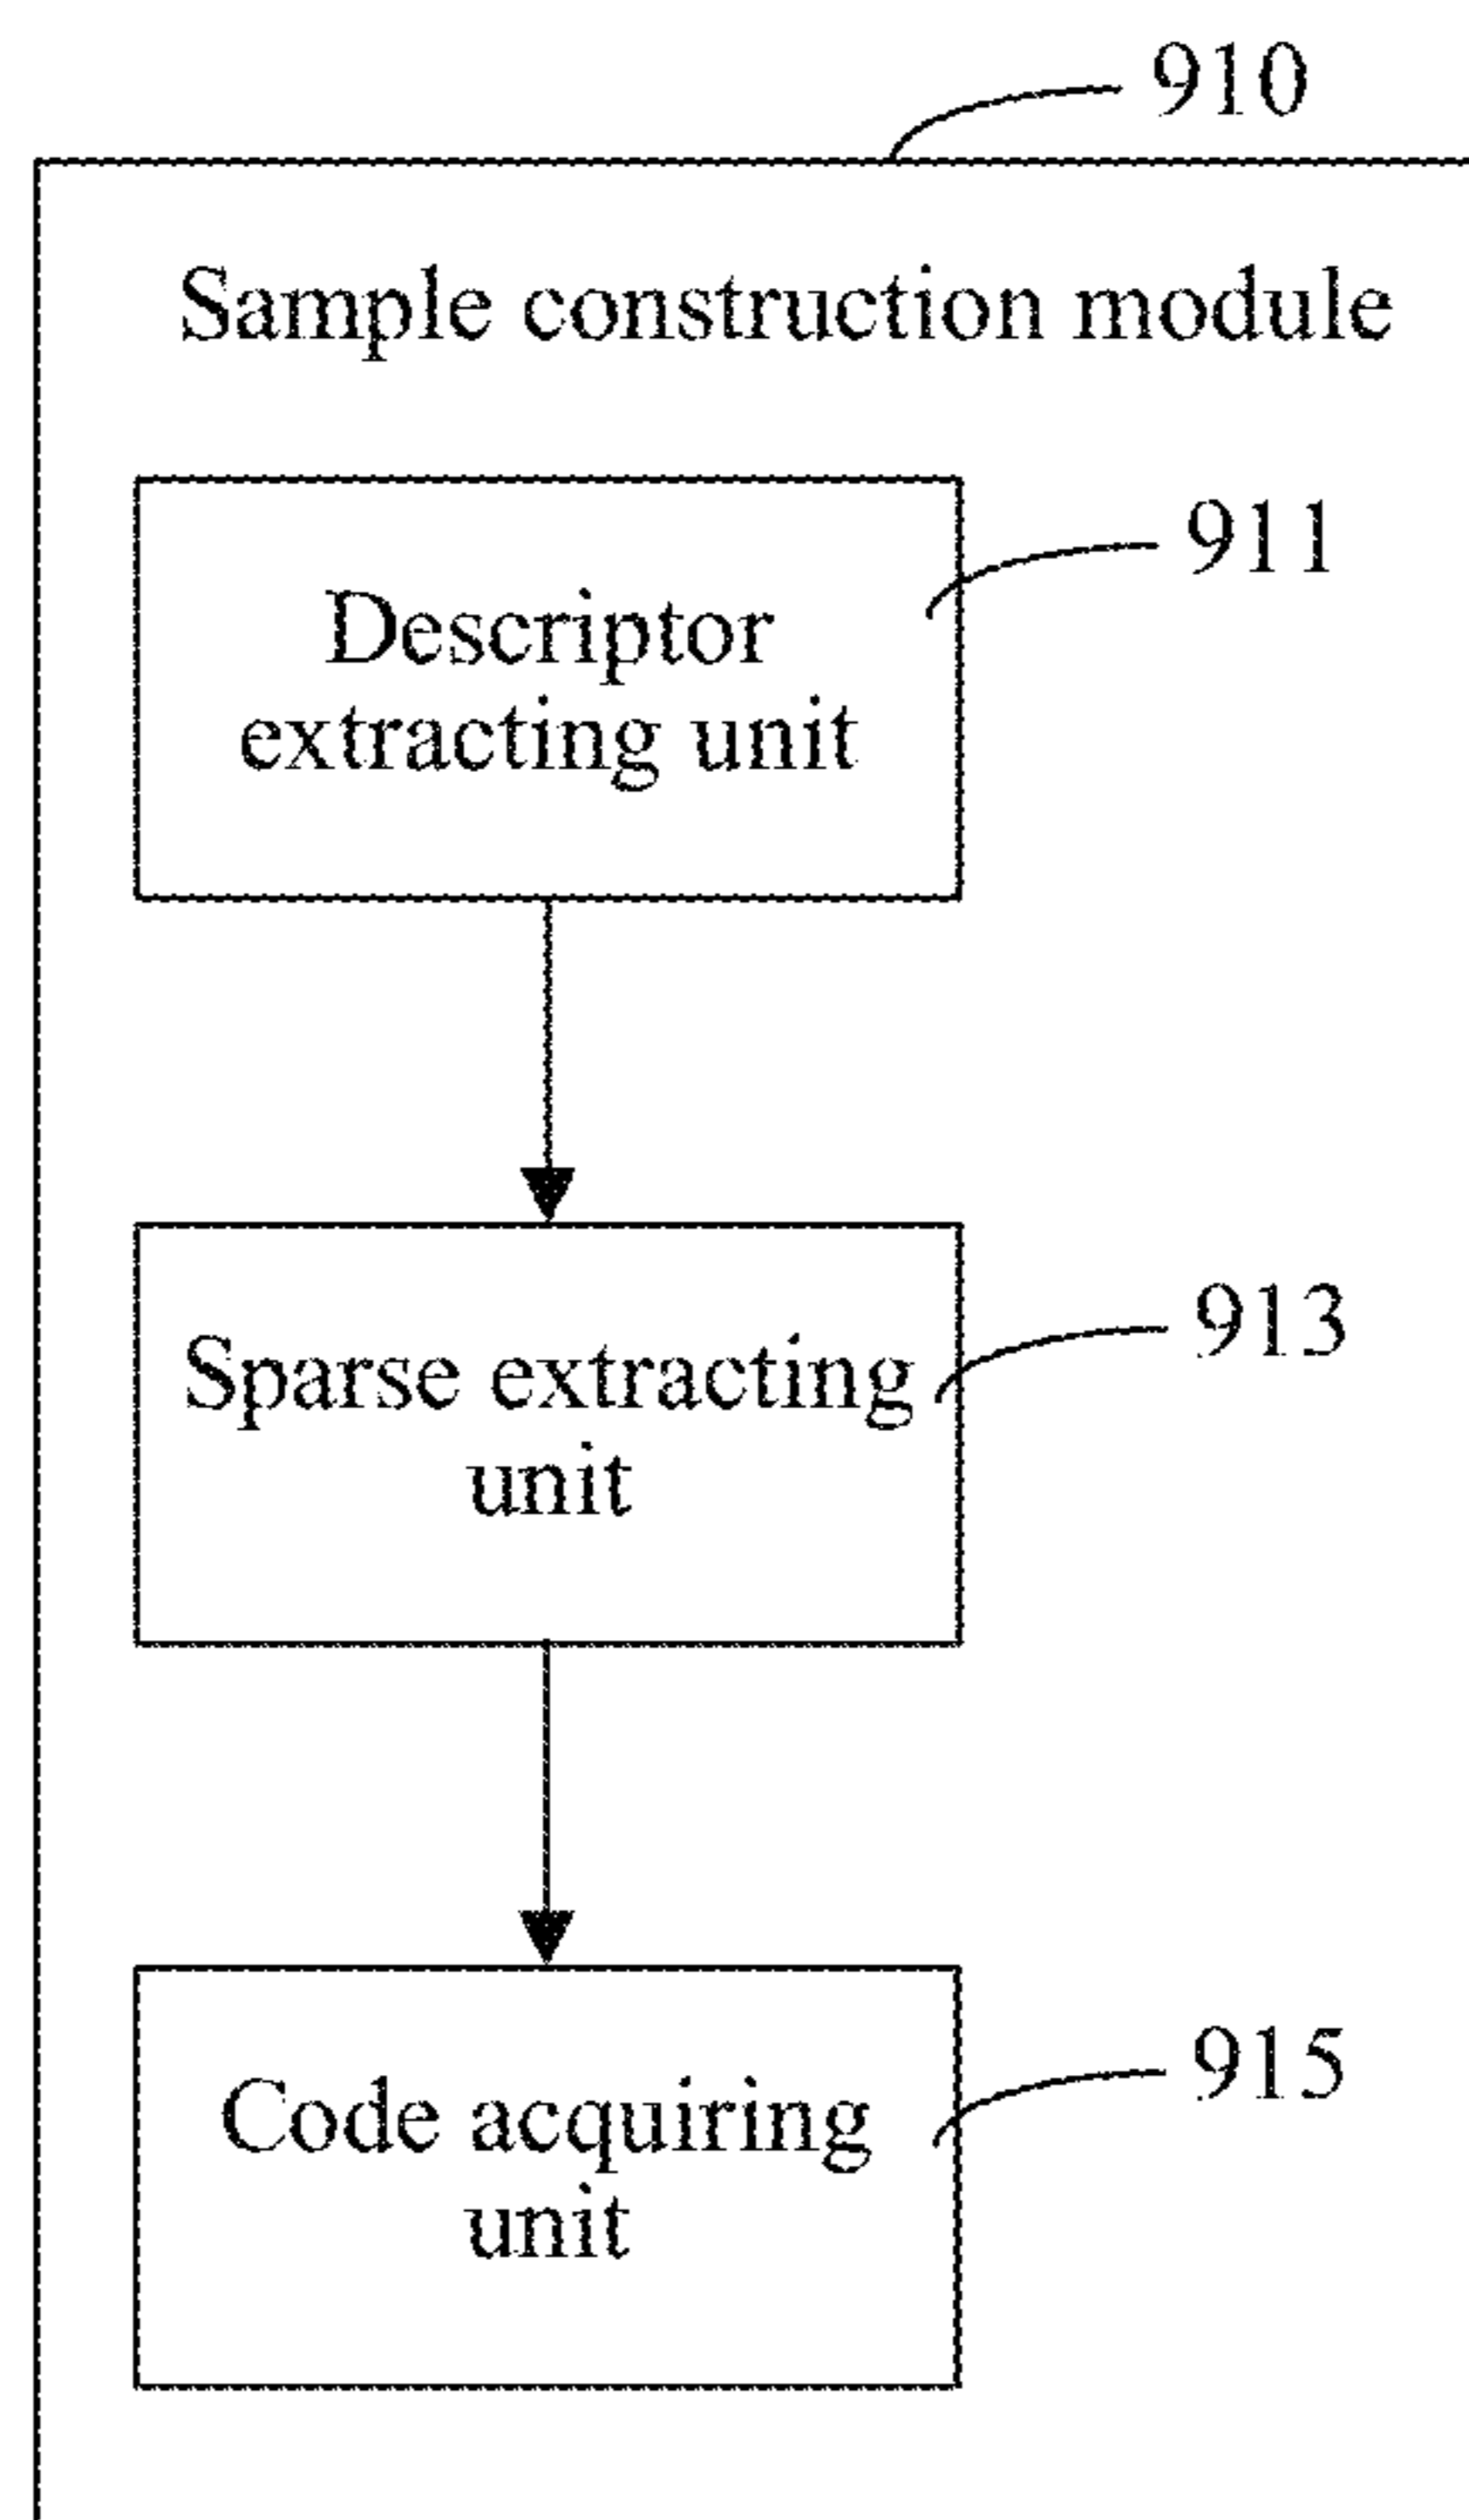 910
Sample construction module
911
Descriptor
extracting unit
913
Sparse extracting
unit
915
Code acquiring
unit